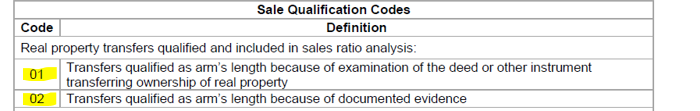 Sale Qualification Codes
Code Definition
Real property transfers qualified and included in sales ratio analysis:
01 Transfers qualified as arm's length because of examination of the deed or other instrument
transferring ownership of real property
02 Transfers qualified as arm's length because of documented evidence